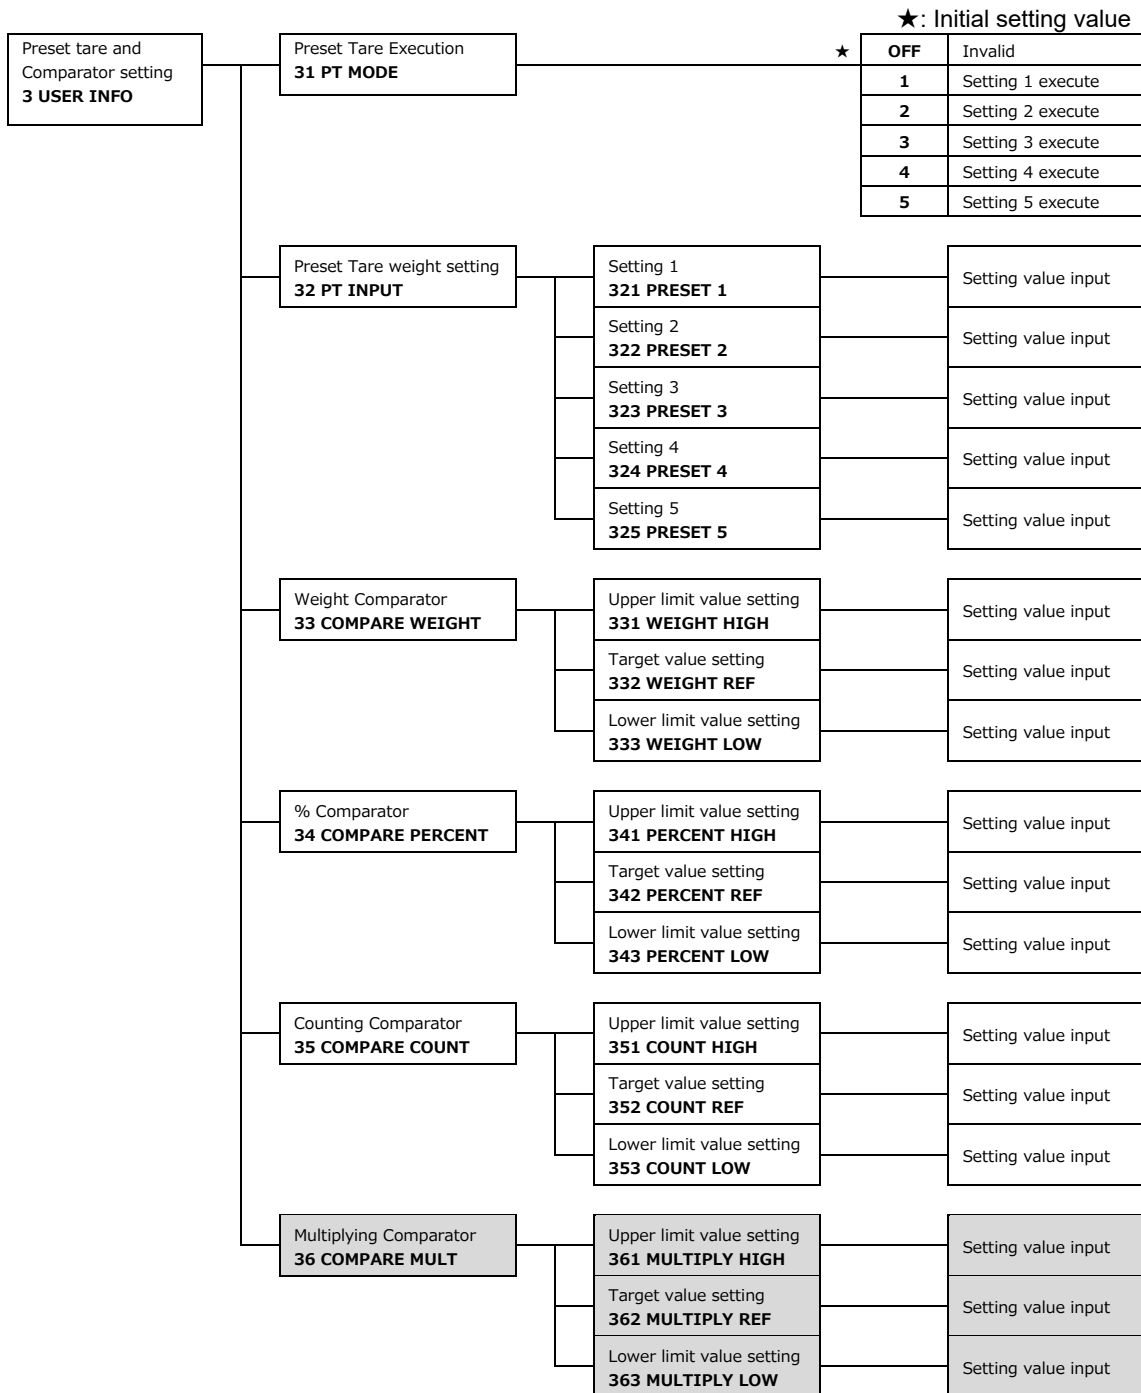 ★: Initial setting value
Preset tare and
Comparator setting
3 USER INFO
Preset Tare Execution
31 PT MODE
★ OFF Invalid
1 Setting 1 execute
2 Setting 2 execute
3 Setting 3 execute
4 Setting 4 execute
5 Setting 5 execute
Preset Tare weight setting
32 PT INPUT
Setting 1
321 PRESET 1
Setting value input
Setting 2
322 PRESET 2
Setting value input
Setting 3
323 PRESET 3
Setting value input
Setting 4
324 PRESET 4
Setting value input
Setting 5
325 PRESET 5
Setting value input
Weight Comparator
33 COMPARE WEIGHT
Upper limit value setting
331 WEIGHT HIGH
Setting value input
Target value setting
332 WEIGHT REF
Setting value input
Lower limit value setting
333 WEIGHT LOW
Setting value input
% Comparator
34 COMPARE PERCENT
Upper limit value setting
341 PERCENT HIGH
Setting value input
Target value setting
342 PERCENT REF
Setting value input
Lower limit value setting
343 PERCENT LOW
Setting value input
Counting Comparator
35 COMPARE COUNT
Upper limit value setting
351 COUNT HIGH
Setting value input
Target value setting
352 COUNT REF
Setting value input
Lower limit value setting
353 COUNT LOW
Setting value input
Multiplying Comparator
36 COMPARE MULT
Upper limit value setting
361 MULTIPLY HIGH
Setting value input
Target value setting
362 MULTIPLY REF
Setting value input
Lower limit value setting
363 MULTIPLY LOW
Setting value input